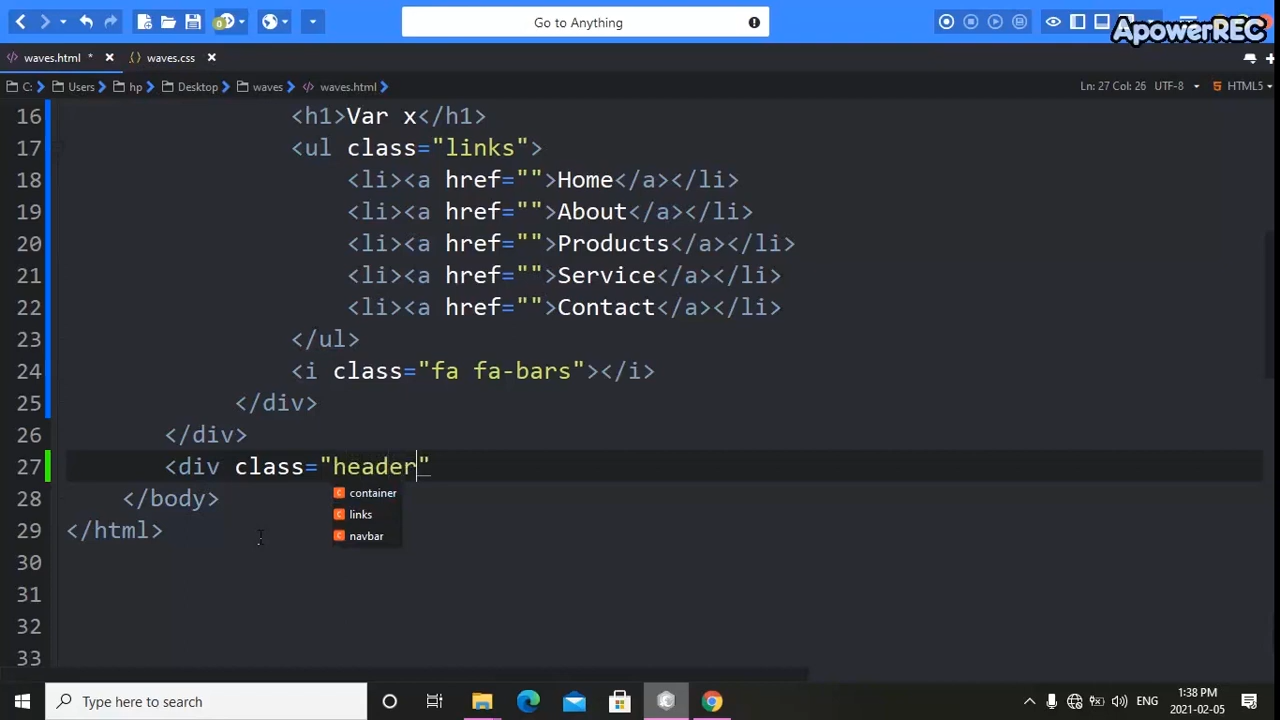 Go to Anything
ApowerREC
waves.html *
waves.css
C: Users hp Desktop waves waves.html
Ln: 27 Col: 26 UTF-8 HTML5
16 <h1>Var x</h1>
17 <ul class="links">
18 <li><a href="">Home</a></li>
19 <li><a href="">About</a></li>
20 <li><a href="">Products</a></li>
21 <li><a href="">Service</a></li>
22 <li><a href="">Contact</a></li>
23 </ul>
24 <i class="fa fa-bars"></i>
25 </div>
26 </div>
27 <div class="header"
container
28 </body>
links
29 </html>
navbar
30
31
32
33
Type here to search
ENG
1:38 PM
2021-02-05